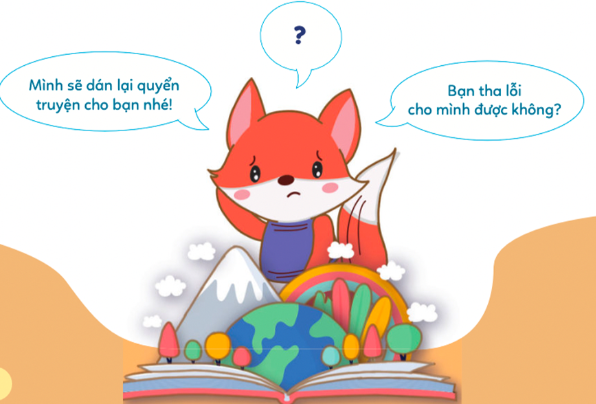 ?
Mình sẽ dán lại quyển
truyện cho bạn nhé!
Bạn tha lỗi
cho mình được không?